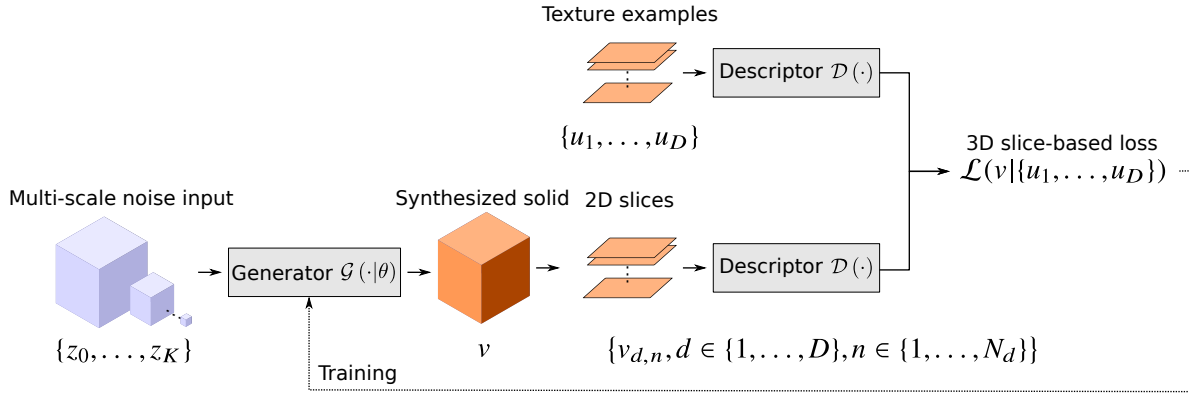 Texture examples
Descriptor 𝒟(·)
{u₁,...,u_D}
3D slice-based loss
ℒ(v|{u₁,...,u_D})
Multi-scale noise input
Synthesized solid
2D slices
Generator 𝒢(·|θ)
Descriptor 𝒟(·)
{z₀,...,z_K}
v
{v_{d,n}, d ∈ {1,...,D}, n ∈ {1,...,N_d}}
Training